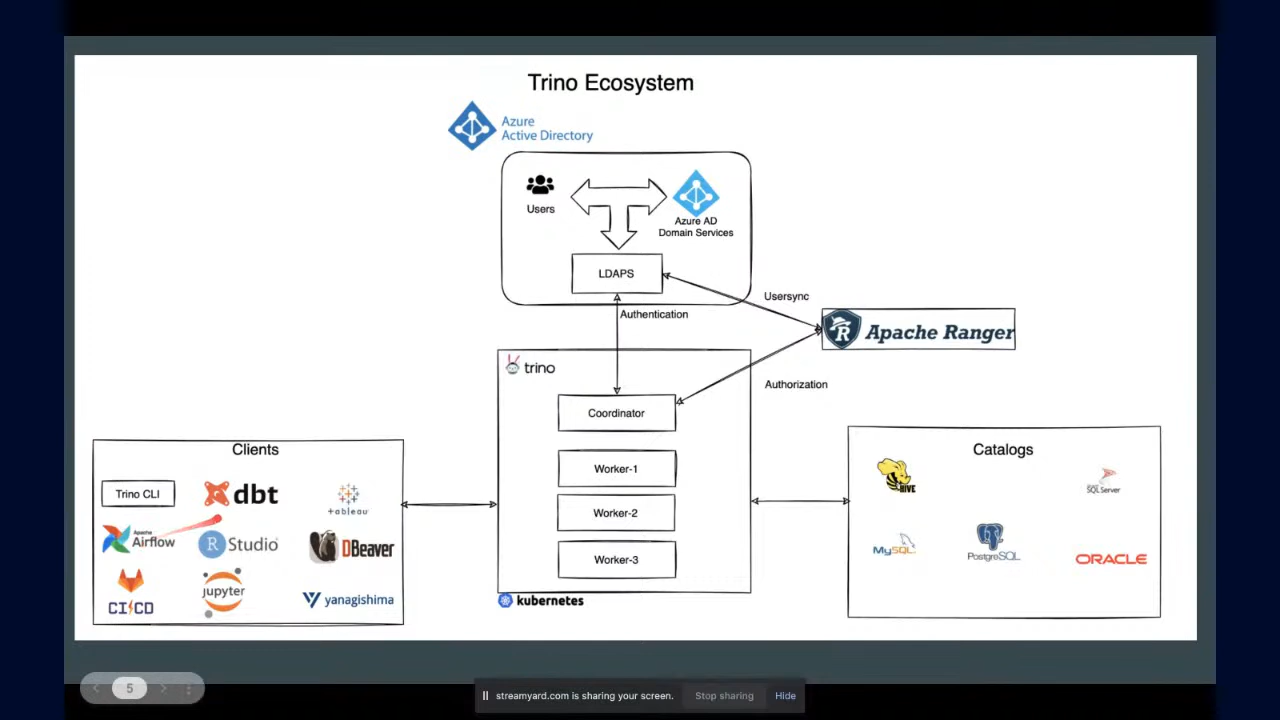 Trino Ecosystem
Azure
Active Directory
Users
Azure AD
Domain Services
LDAPS
Usersync
Authentication
R
Apache Ranger
trino
Authorization
Coordinator
Clients
Catalogs
Worker-1
Trino CLI
dbt
+ableau
HIVE
SQL Server
Worker-2
Apache
Airflow
R Studio
DBeaver
MySQL
PostgreSQL
ORACLE
Worker-3
CI/CD
jupyter
yanagishima
kubernetes
5
streamyard.com is sharing your screen.
Stop sharing
Hide